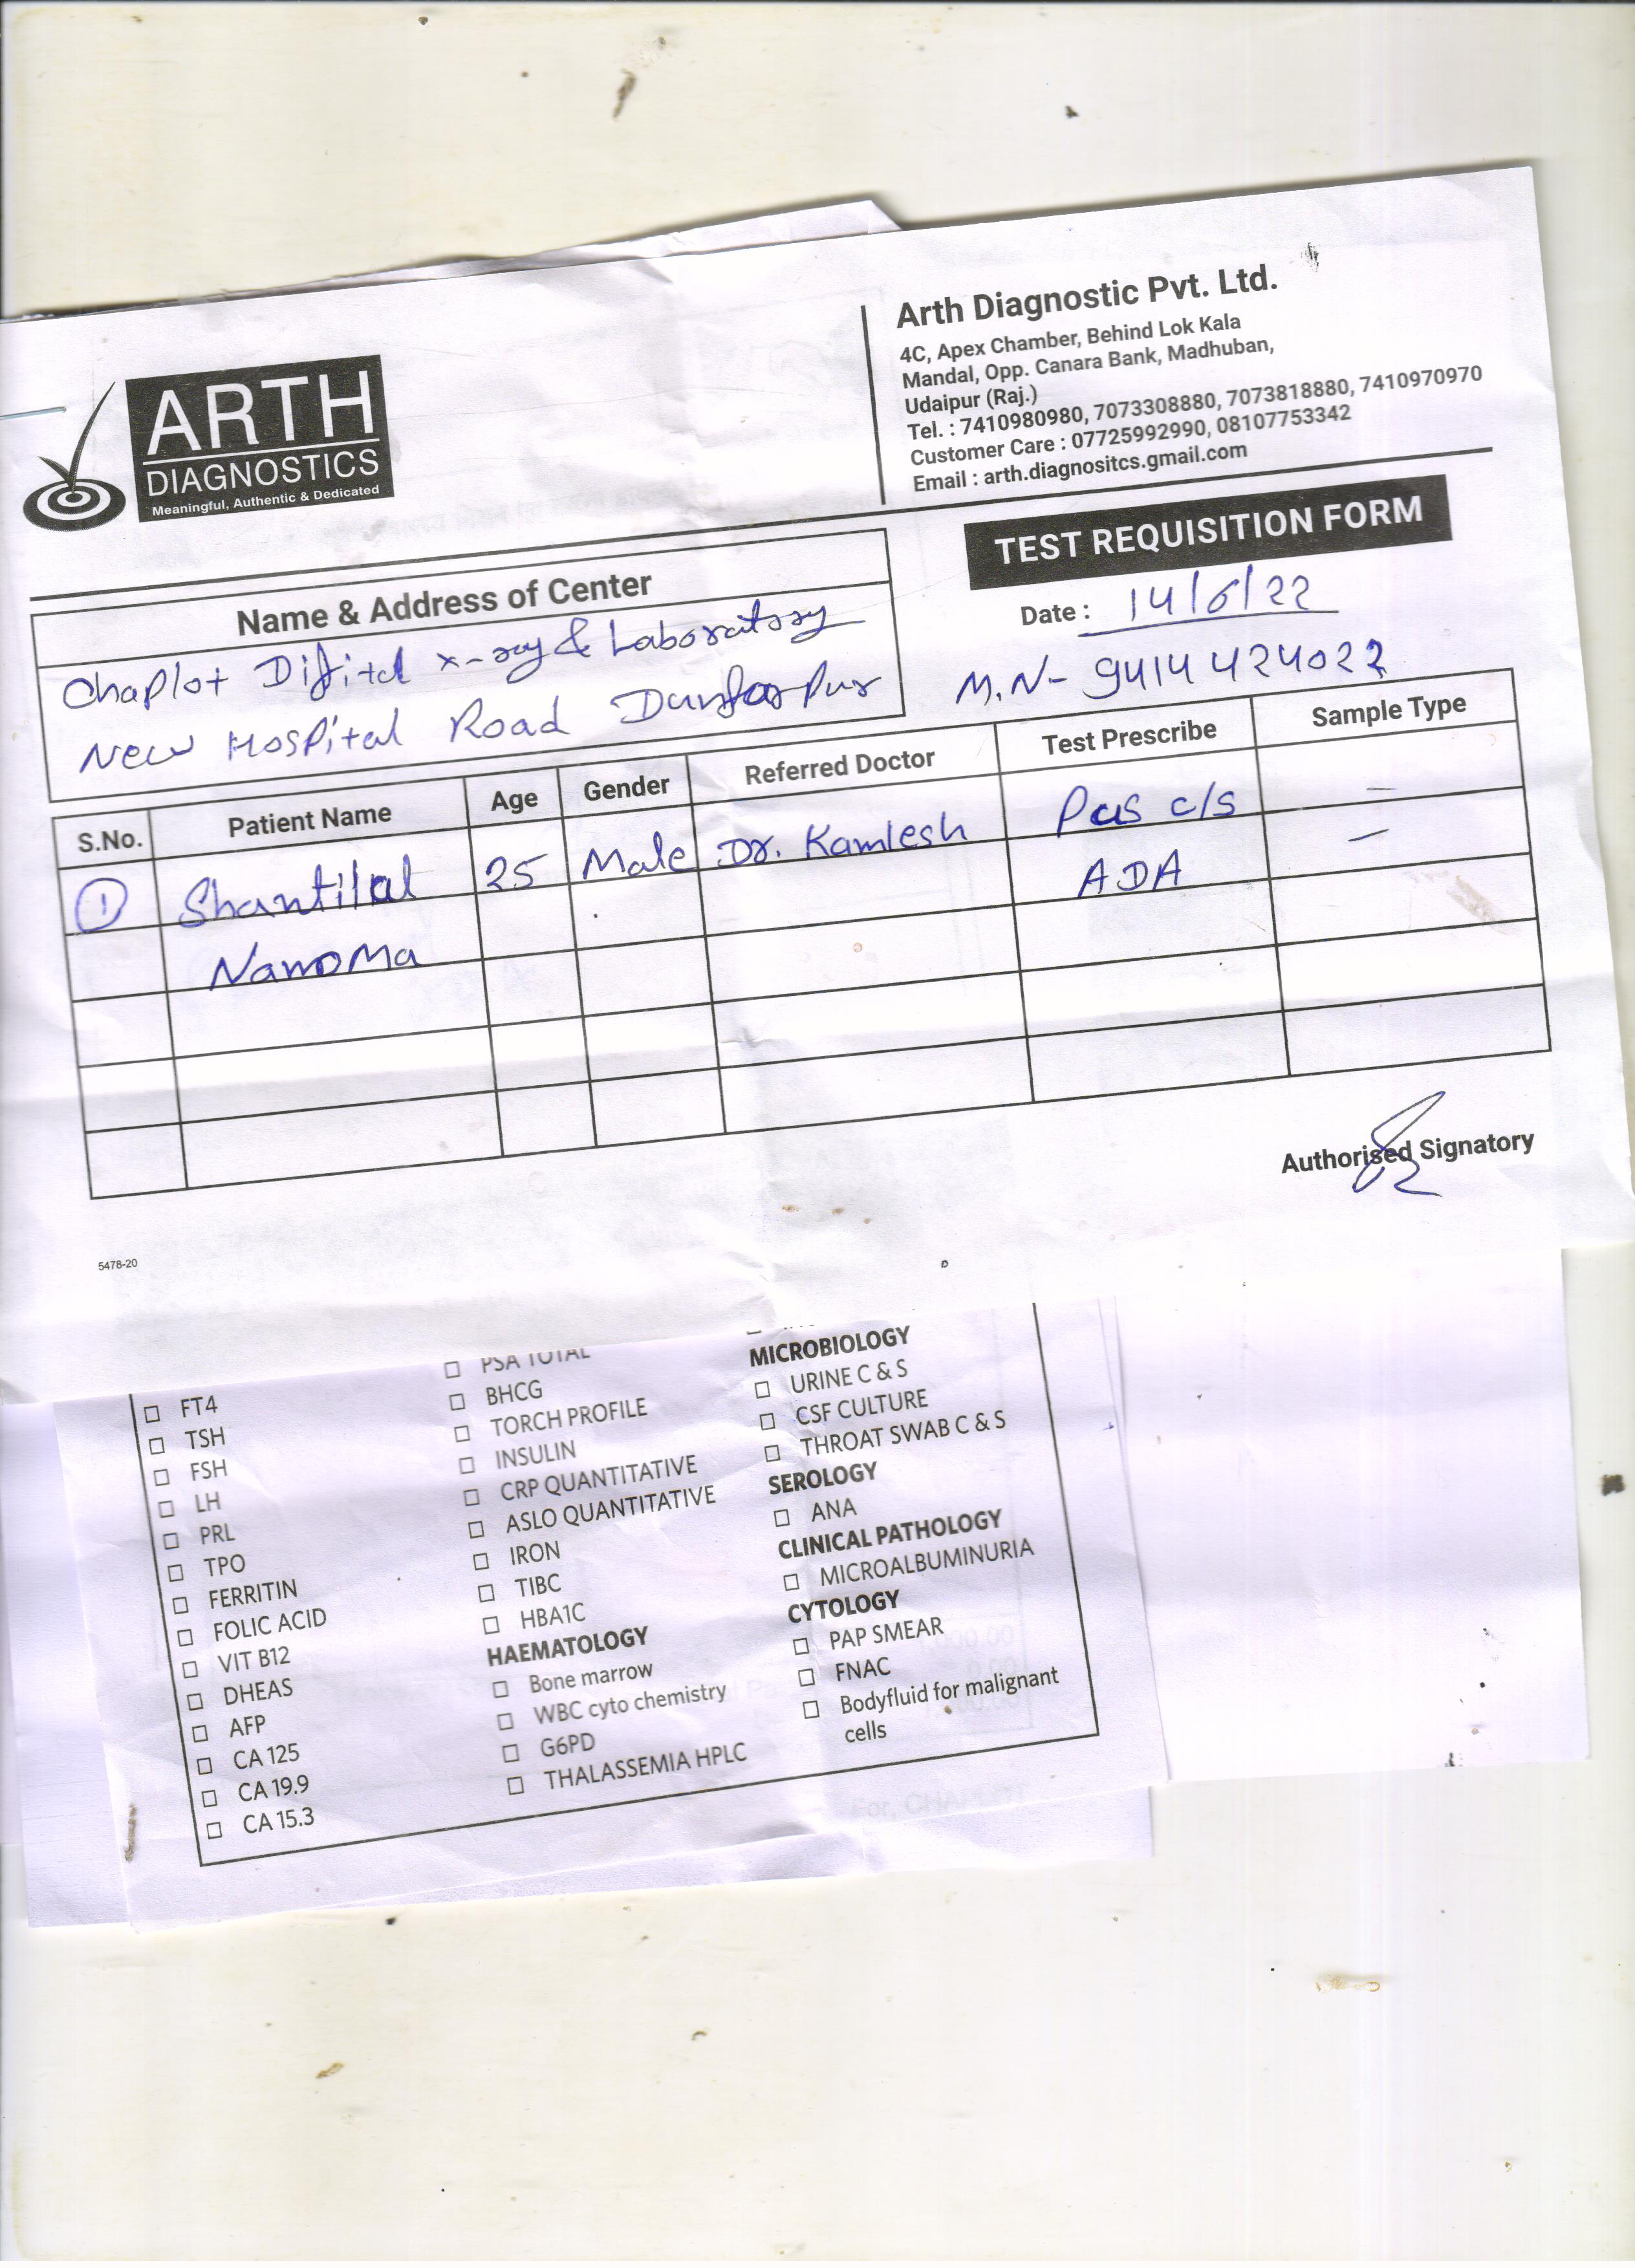 ARTH
DIAGNOSTICS
Meaningful, Authentic & Dedicated
Arth Diagnostic Pvt. Ltd.
4C, Apex Chamber, Behind Lok Kala
Mandal, Opp. Canara Bank, Madhuban,
Udaipur (Raj.)
Tel. : 7410980980, 7073308880, 7073818880, 7410970970
Customer Care : 07725992990, 08107753342
Email : arth.diagnositcs.gmail.com
TEST REQUISITION FORM
Date : 14/6/22
M.N- 9414424022
Name & Address of Center
Chaplot Digital x-ray & Laboratory
New Hospital Road Dungarpur
S.No. Patient Name Age Gender Referred Doctor Test Prescribe Sample Type
1 Shantilal 25 Male Dr. Kamlesh Pus c/s —
ADA —
Authorised Signatory
5478-20
FT4
TSH
FSH
LH
PRL
TPO
FERRITIN
FOLIC ACID
VIT B12
DHEAS
AFP
CA 125
CA 19.9
CA 15.3
PSA TOTAL
BHCG
TORCH PROFILE
INSULIN
CRP QUANTITATIVE
ASLO QUANTITATIVE
IRON
TIBC
HBA1C
HAEMATOLOGY
Bone marrow
WBC cyto chemistry
G6PD
THALASSEMIA HPLC
MICROBIOLOGY
URINE C & S
CSF CULTURE
THROAT SWAB C & S
SEROLOGY
ANA
CLINICAL PATHOLOGY
MICROALBUMINURIA
CYTOLOGY
PAP SMEAR
FNAC
Bodyfluid for malignant
cells